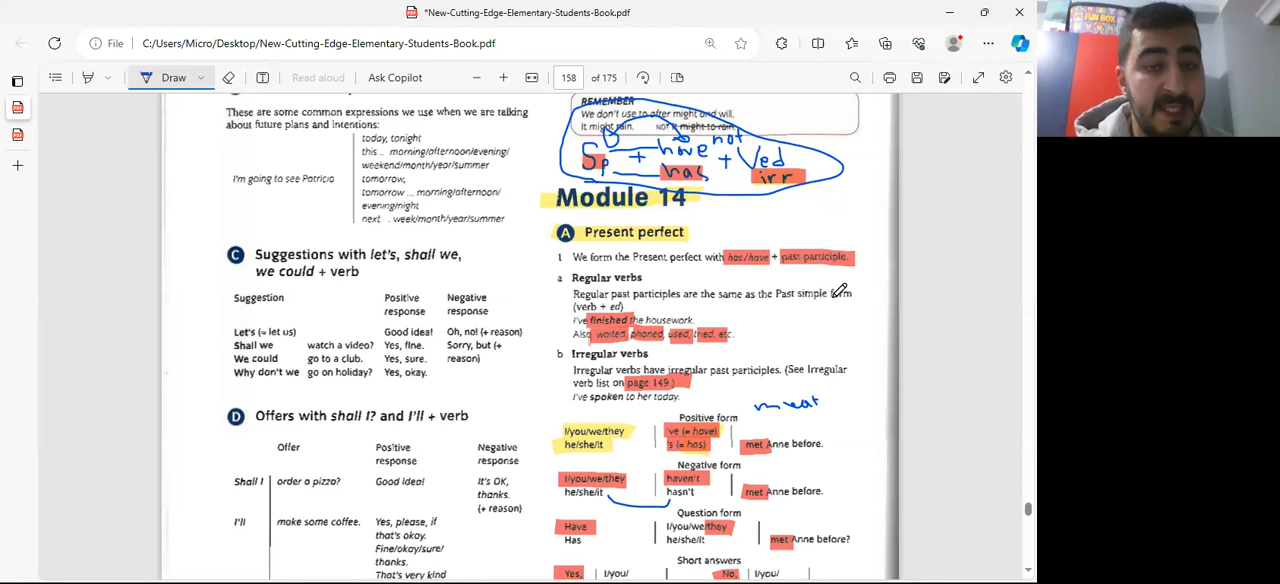 *New-Cutting-Edge-Elementary-Students-Book.pdf
File C:/Users/Micro/Desktop/New-Cutting-Edge-Elementary-Students-Book.pdf
Draw Read aloud Ask Copilot 158 of 175
FUN BOX
These are some common expressions we use when we are talking
about future plans and intentions:
today, tonight
this .. morning/afternoon/evening/
weekend/month/year/summer
I'm going to see Patricia tomorrow,
tomorrow ... morning/afternoon/
evening/night
next . week/month/year/summer
C Suggestions with let's, shall we,
we could + verb
Suggestion Positive Negative
response response
Let's (= let us) Good idea! Oh, no! (+ reason)
Shall we watch a video? Yes, fine. Sorry, but (+
We could go to a club. Yes, sure. reason)
Why don't we go on holiday? Yes, okay.
D Offers with shall I? and I'll + verb
Offer Positive Negative
response response
Shall I order a pizza? Good idea! It's OK,
thanks.
(+ reason)
I'll make some coffee. Yes, please, if
that's okay.
Fine/okay/sure/
thanks.
That's very kind
REMEMBER
We don't use to after might and will.
It might rain. NOT It might to rain.
Sp + have not + Ved
has irr
Module 14
A Present perfect
1 We form the Present perfect with has/have + past participle.
a Regular verbs
Regular past participles are the same as the Past simple form
(verb + ed)
I've finished the housework.
Also waited, phoned, used, tried, etc.
b Irregular verbs
Irregular verbs have irregular past participles. (See Irregular
verb list on page 149.)
I've spoken to her today.
Positive form
I/you/we/they 've (= have)
he/she/it 's (= has) met Anne before.
Negative form
I/you/we/they haven't
he/she/it hasn't met Anne before.
Question form
Have I/you/we/they
Has he/she/it met Anne before?
Short answers
Yes, I/you/ No, I/you/